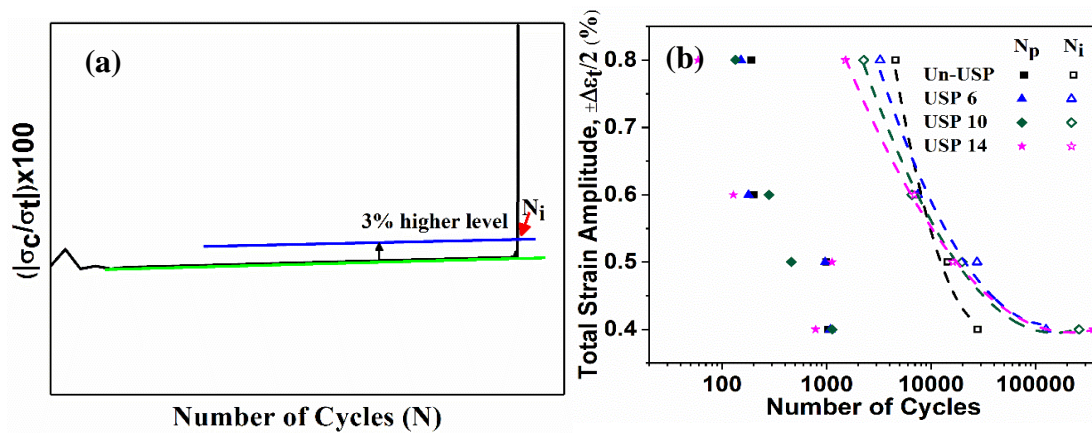 (a)
(|σc/σt|)x100
3% higher level
Ni
Number of Cycles (N)
(b)
Total Strain Amplitude, ±Δεt/2 (%)
0.8
0.7
0.6
0.5
0.4
Np Ni
Un-USP
USP 6
USP 10
USP 14
100 1000 10000 100000
Number of Cycles